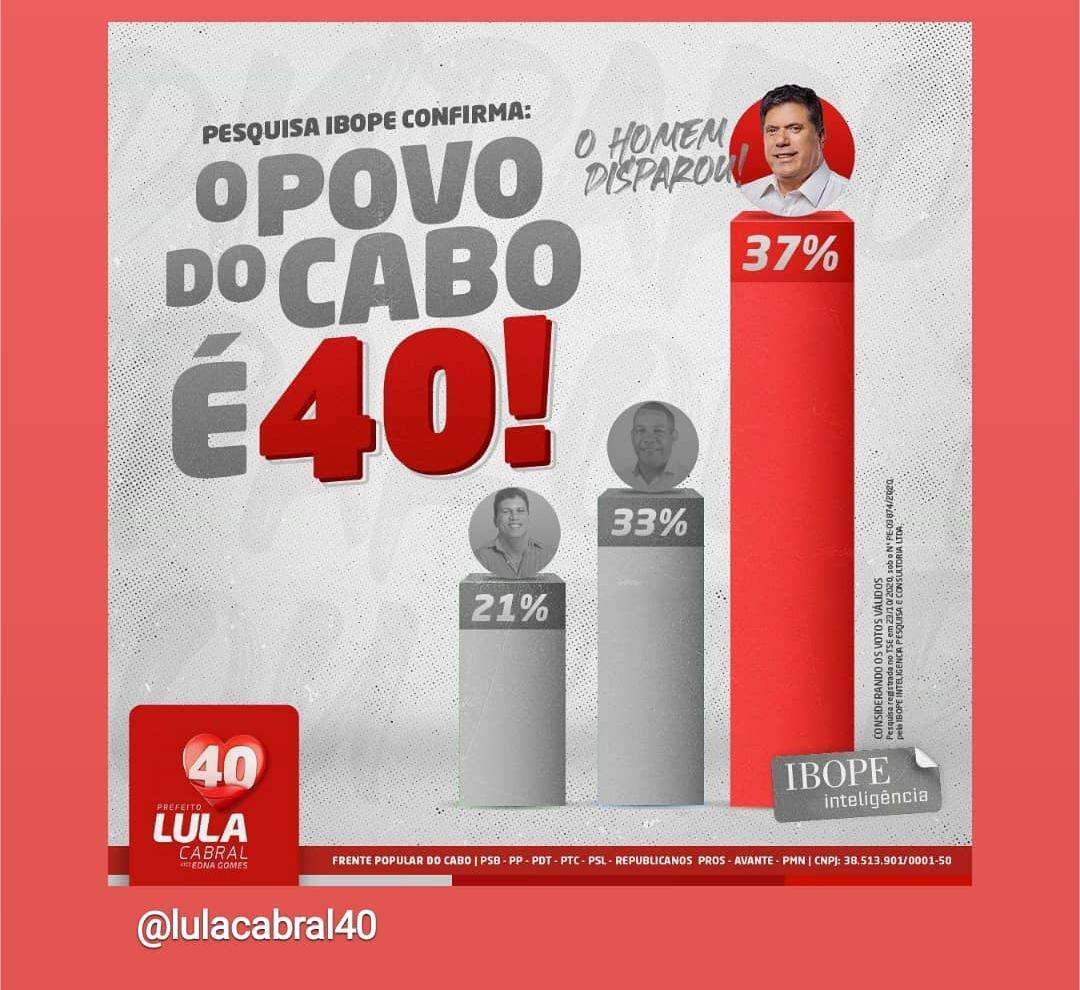 PESQUISA IBOPE CONFIRMA:
O POVO
DO CABO
É 40!
O HOMEM
DISPAROU!
37%
33%
21%
CONSIDERANDO OS VOTOS VÁLIDOS
Pesquisa registrada no TSE em 23/10/2020, sob o Nº PE-03874/2020,
pela IBOPE INTELIGENCIA PESQUISA E CONSULTORIA LTDA.
IBOPE
inteligência
40
PREFEITO
LULA
CABRAL
VICE EDNA GOMES
FRENTE POPULAR DO CABO | PSB - PP - PDT - PTC - PSL - REPUBLICANOS PROS - AVANTE - PMN | CNPJ: 38.513.901/0001-50
@lulacabral40